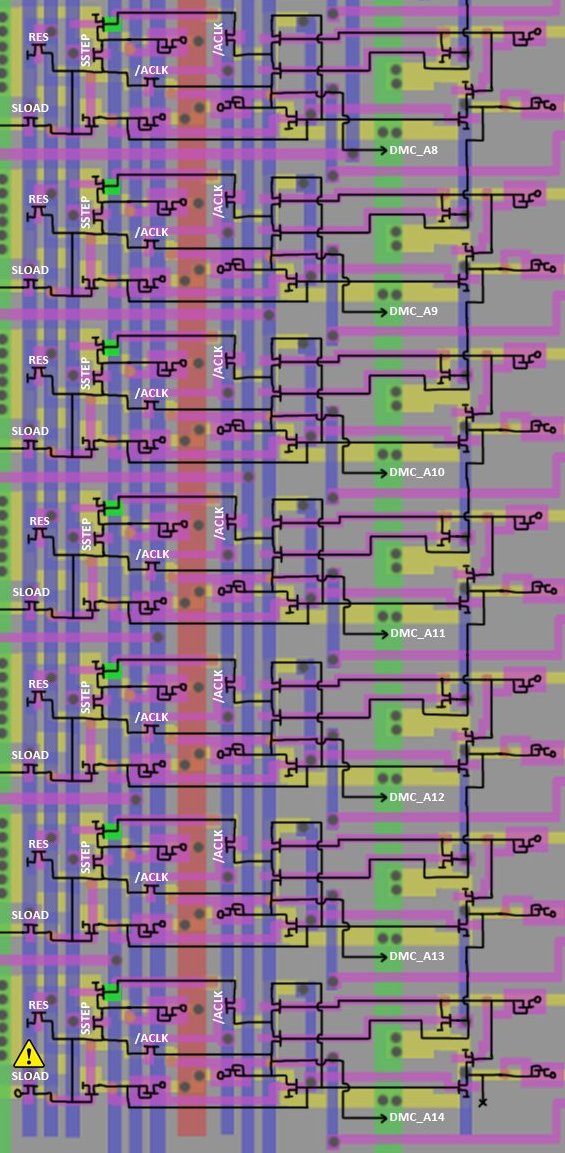 RES
SSTEP
/ACLK
/ACLK
SLOAD
DMC_A8
RES
SSTEP
/ACLK
/ACLK
SLOAD
DMC_A9
RES
SSTEP
/ACLK
/ACLK
SLOAD
DMC_A10
RES
SSTEP
/ACLK
/ACLK
SLOAD
DMC_A11
RES
SSTEP
/ACLK
/ACLK
SLOAD
DMC_A12
RES
SSTEP
/ACLK
/ACLK
SLOAD
DMC_A13
RES
SSTEP
/ACLK
/ACLK
!
SLOAD
DMC_A14